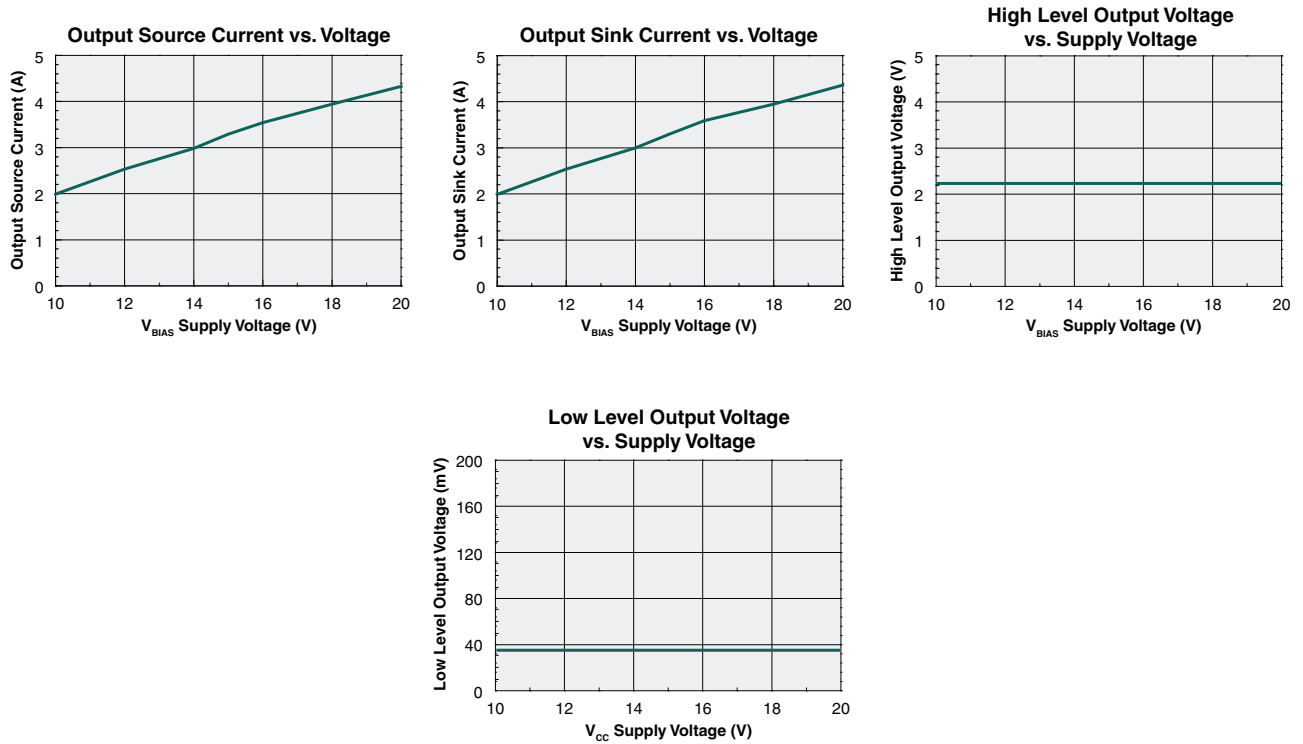 Output Source Current vs. Voltage
Output Source Current (A)
5
4
3
2
1
0
10 12 14 16 18 20
VBIAS Supply Voltage (V)
Output Sink Current vs. Voltage
Output Sink Current (A)
5
4
3
2
1
0
10 12 14 16 18 20
VBIAS Supply Voltage (V)
High Level Output Voltage
vs. Supply Voltage
High Level Output Voltage (V)
5
4
3
2
1
0
10 12 14 16 18 20
VBIAS Supply Voltage (V)
Low Level Output Voltage
vs. Supply Voltage
Low Level Output Voltage (mV)
200
160
120
80
40
0
10 12 14 16 18 20
VCC Supply Voltage (V)